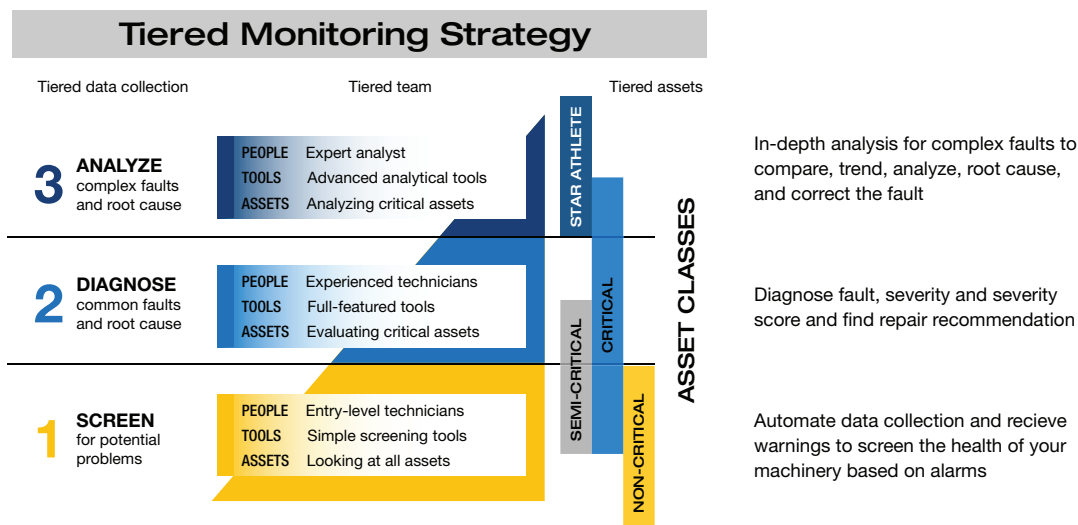 Tiered Monitoring Strategy
Tiered data collection
Tiered team
Tiered assets
3
ANALYZE
complex faults
and root cause
PEOPLE Expert analyst
TOOLS Advanced analytical tools
ASSETS Analyzing critical assets
In-depth analysis for complex faults to
compare, trend, analyze, root cause,
and correct the fault
2
DIAGNOSE
common faults
and root cause
PEOPLE Experienced technicians
TOOLS Full-featured tools
ASSETS Evaluating critical assets
Diagnose fault, severity and severity
score and find repair recommendation
1
SCREEN
for potential
problems
PEOPLE Entry-level technicians
TOOLS Simple screening tools
ASSETS Looking at all assets
Automate data collection and recieve
warnings to screen the health of your
machinery based on alarms
STAR ATHLETE
SEMI-CRITICAL
CRITICAL
NON-CRITICAL
ASSET CLASSES